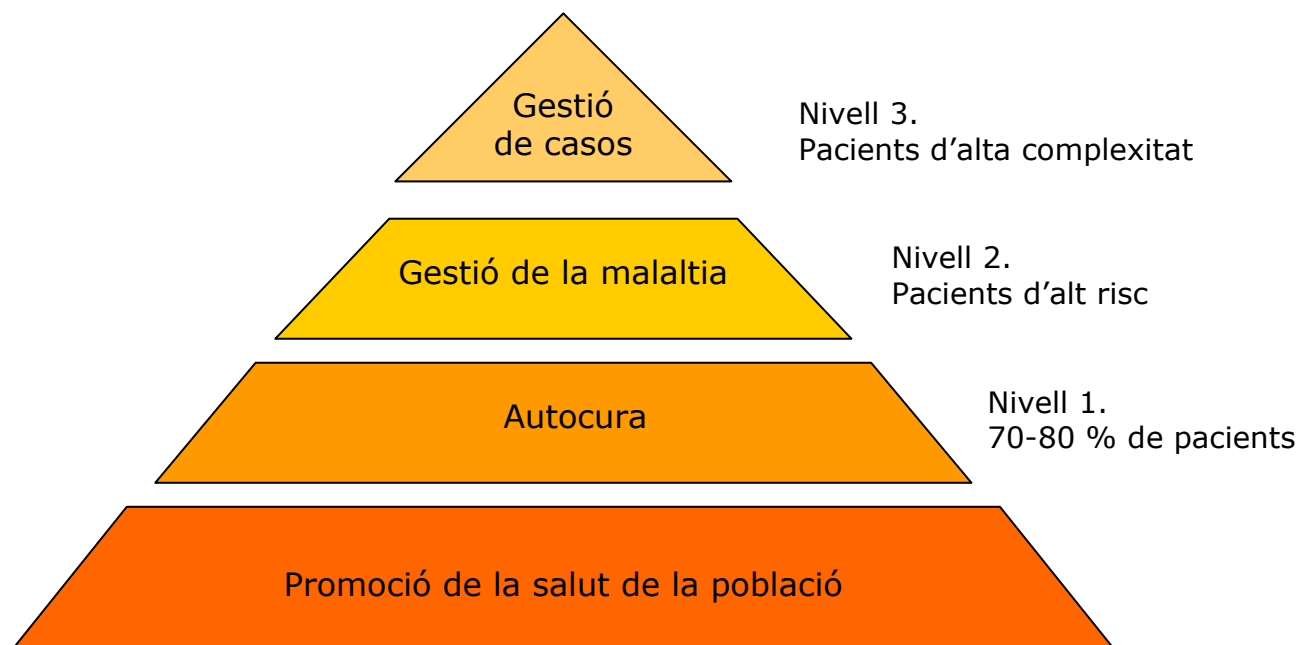 Gestió
de casos
Nivell 3.
Pacients d’alta complexitat
Gestió de la malaltia
Nivell 2.
Pacients d’alt risc
Autocura
Nivell 1.
70-80 % de pacients
Promoció de la salut de la població